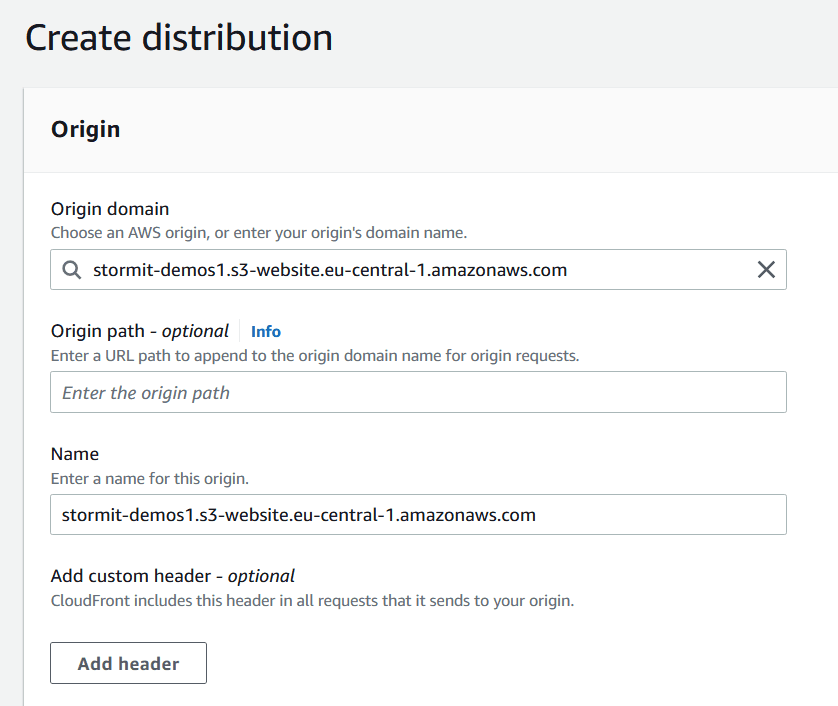 Create distribution
Origin
Origin domain
Choose an AWS origin, or enter your origin's domain name.
stormit-demos1.s3-website.eu-central-1.amazonaws.com
Origin path - optional Info
Enter a URL path to append to the origin domain name for origin requests.
Enter the origin path
Name
Enter a name for this origin.
stormit-demos1.s3-website.eu-central-1.amazonaws.com
Add custom header - optional
CloudFront includes this header in all requests that it sends to your origin.
Add header